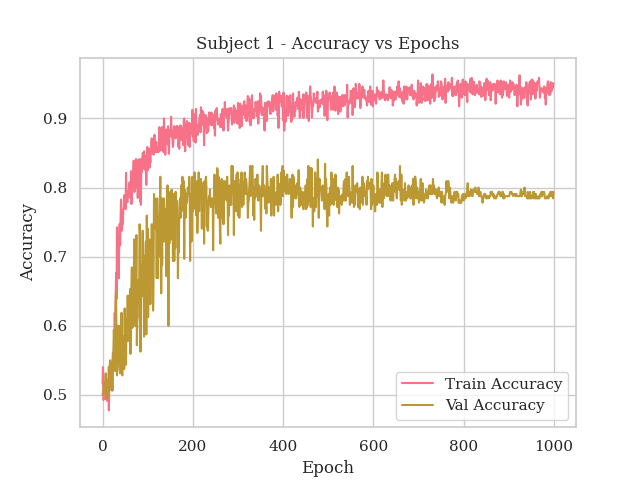 Subject 1 - Accuracy vs Epochs
Accuracy
0.9
0.8
0.7
0.6
0.5
0 200 400 600 800 1000
Epoch
Train Accuracy
Val Accuracy